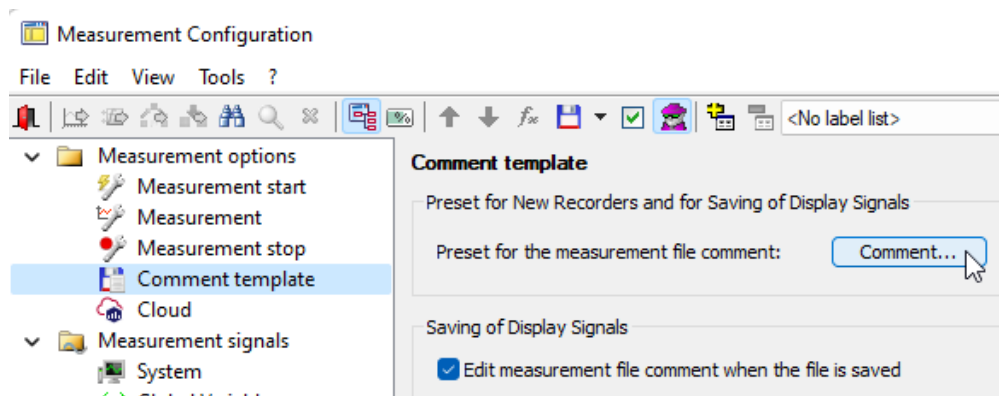 Measurement Configuration
File Edit View Tools ?
<No label list>
Measurement options
Measurement start
Measurement
Measurement stop
Comment template
Cloud
Measurement signals
System
Comment template
Preset for New Recorders and for Saving of Display Signals
Preset for the measurement file comment: Comment...
Saving of Display Signals
Edit measurement file comment when the file is saved